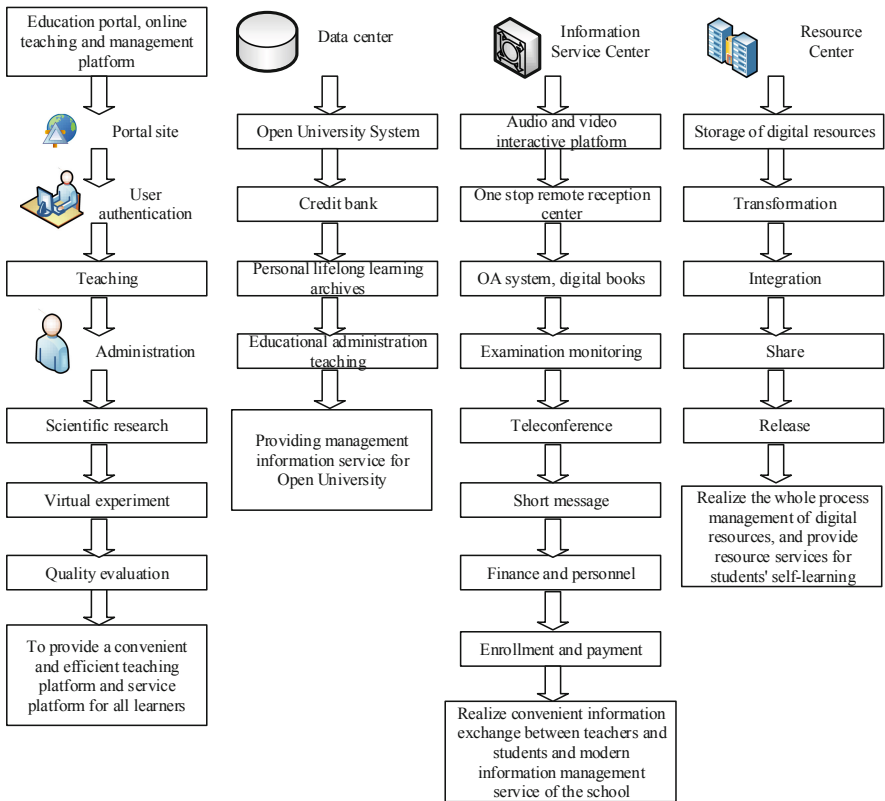 Education portal, online
teaching and management
platform
Portal site
User
authentication
Teaching
Administration
Scientific research
Virtual experiment
Quality evaluation
To provide a convenient
and efficient teaching
platform and service
platform for all learners
Data center
Open University System
Credit bank
Personal lifelong learning
archives
Educational administration
teaching
Providing management
information service for
Open University
Information
Service Center
Audio and video
interactive platform
One stop remote reception
center
OA system, digital books
Examination monitoring
Teleconference
Short message
Finance and personnel
Enrollment and payment
Realize convenient information
exchange between teachers and
students and modern
information management
service of the school
Resource
Center
Storage of digital resources
Transformation
Integration
Share
Release
Realize the whole process
management of digital
resources, and provide
resource services for
students' self-learning